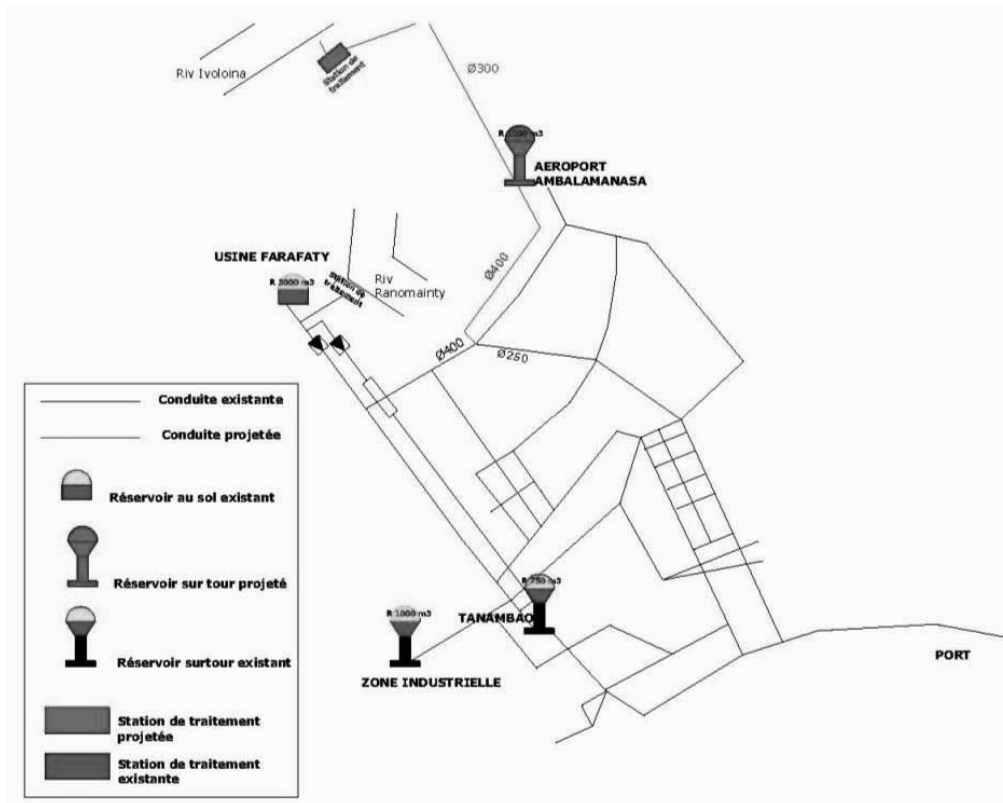 Riv Ivoloina
Station de
traitement
Ø300
AEROPORT
AMBALAMANASA
USINE FARAFATY
R 3000 m3
Station de
traitement
Riv
Ranomainty
Ø400
Ø400
Ø250
Conduite existante
Conduite projetée
Réservoir au sol existant
Réservoir sur tour projeté
Réservoir surtour existant
Station de traitement
projetée
Station de traitement
existante
R 750 m3
R 1000 m3
TANAMBAO
ZONE INDUSTRIELLE
PORT